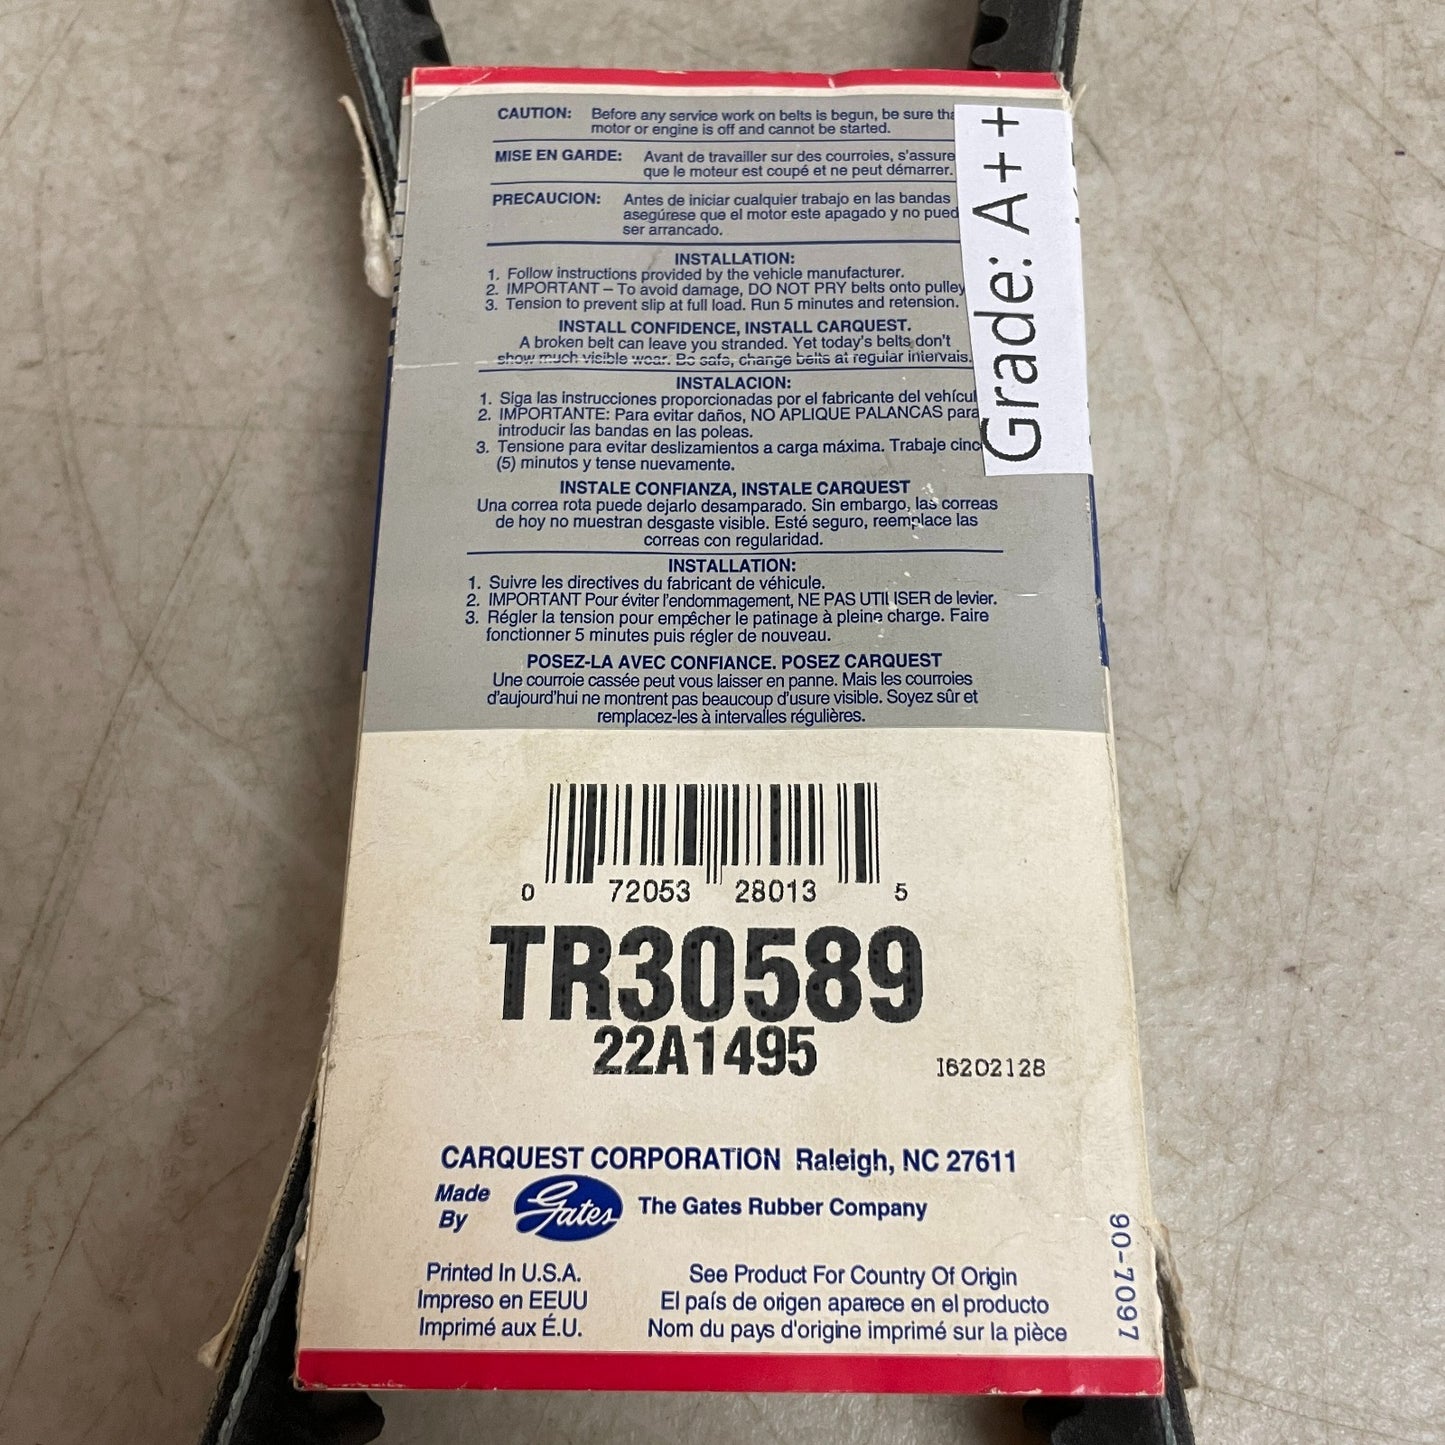 CAUTION: Before any service work on belts is begun, be sure
motor or engine is off and cannot be started.
MISE EN GARDE: Avant de travailler sur des courroies, s'assure
que le moteur est coupé et ne peut démarrer.
PRECAUCION: Antes de iniciar cualquier trabajo en las bandas
asegúrese que el motor este apagado y no
ser arrancado.
INSTALLATION:
1. Follow instructions provided by the vehicle manufacturer.
2. IMPORTANT – To avoid damage, DO NOT PRY belts onto pulley
3. Tension to prevent slip at full load. Run 5 minutes and retension.
INSTALL CONFIDENCE, INSTALL CARQUEST.
A broken belt can leave you stranded. Yet today's belts don't
show much visible wear. Be safe, change belts at regular intervals.
INSTALACION:
1. Siga las instrucciones proporcionadas por el fabricante del
2. IMPORTANTE: Para evitar daños, NO APLIQUE PALANCAS para
introducir las bandas en las poleas.
3. Tensione para evitar deslizamientos a carga máxima. Trabaje
(5) minutos y tense nuevamente.
INSTALE CONFIANZA, INSTALE CARQUEST
Una correa rota puede dejarlo desamparado. Sin embargo, las correas
de hoy no muestran desgaste visible. Esté seguro, reemplace las
correas con regularidad.
INSTALLATION:
1. Suivre les directives du fabricant de véhicule.
2. IMPORTANT Pour éviter l'endommagement, NE PAS UTILISER de levier.
3. Régler la tension pour empêcher le patinage à pleine charge. Faire
fonctionner 5 minutes puis régler de nouveau.
POSEZ-LA AVEC CONFIANCE. POSEZ CARQUEST
Une courroie cassée peut vous laisser en panne. Mais les courroies
d'aujourd'hui ne montrent pas beaucoup d'usure visible. Soyez sûr et
remplacez-les à intervalles régulières.
Grade: A++
0 72053 28013 5
TR30589
22A1495
I6202128
CARQUEST CORPORATION Raleigh, NC 27611
Made
By
Gates
The Gates Rubber Company
Printed In U.S.A.
Impreso en EEUU
Imprimé aux É.U.
See Product For Country Of Origin
El país de origen aparece en el producto
Nom du pays d'origine imprimé sur la pièce
90-7097